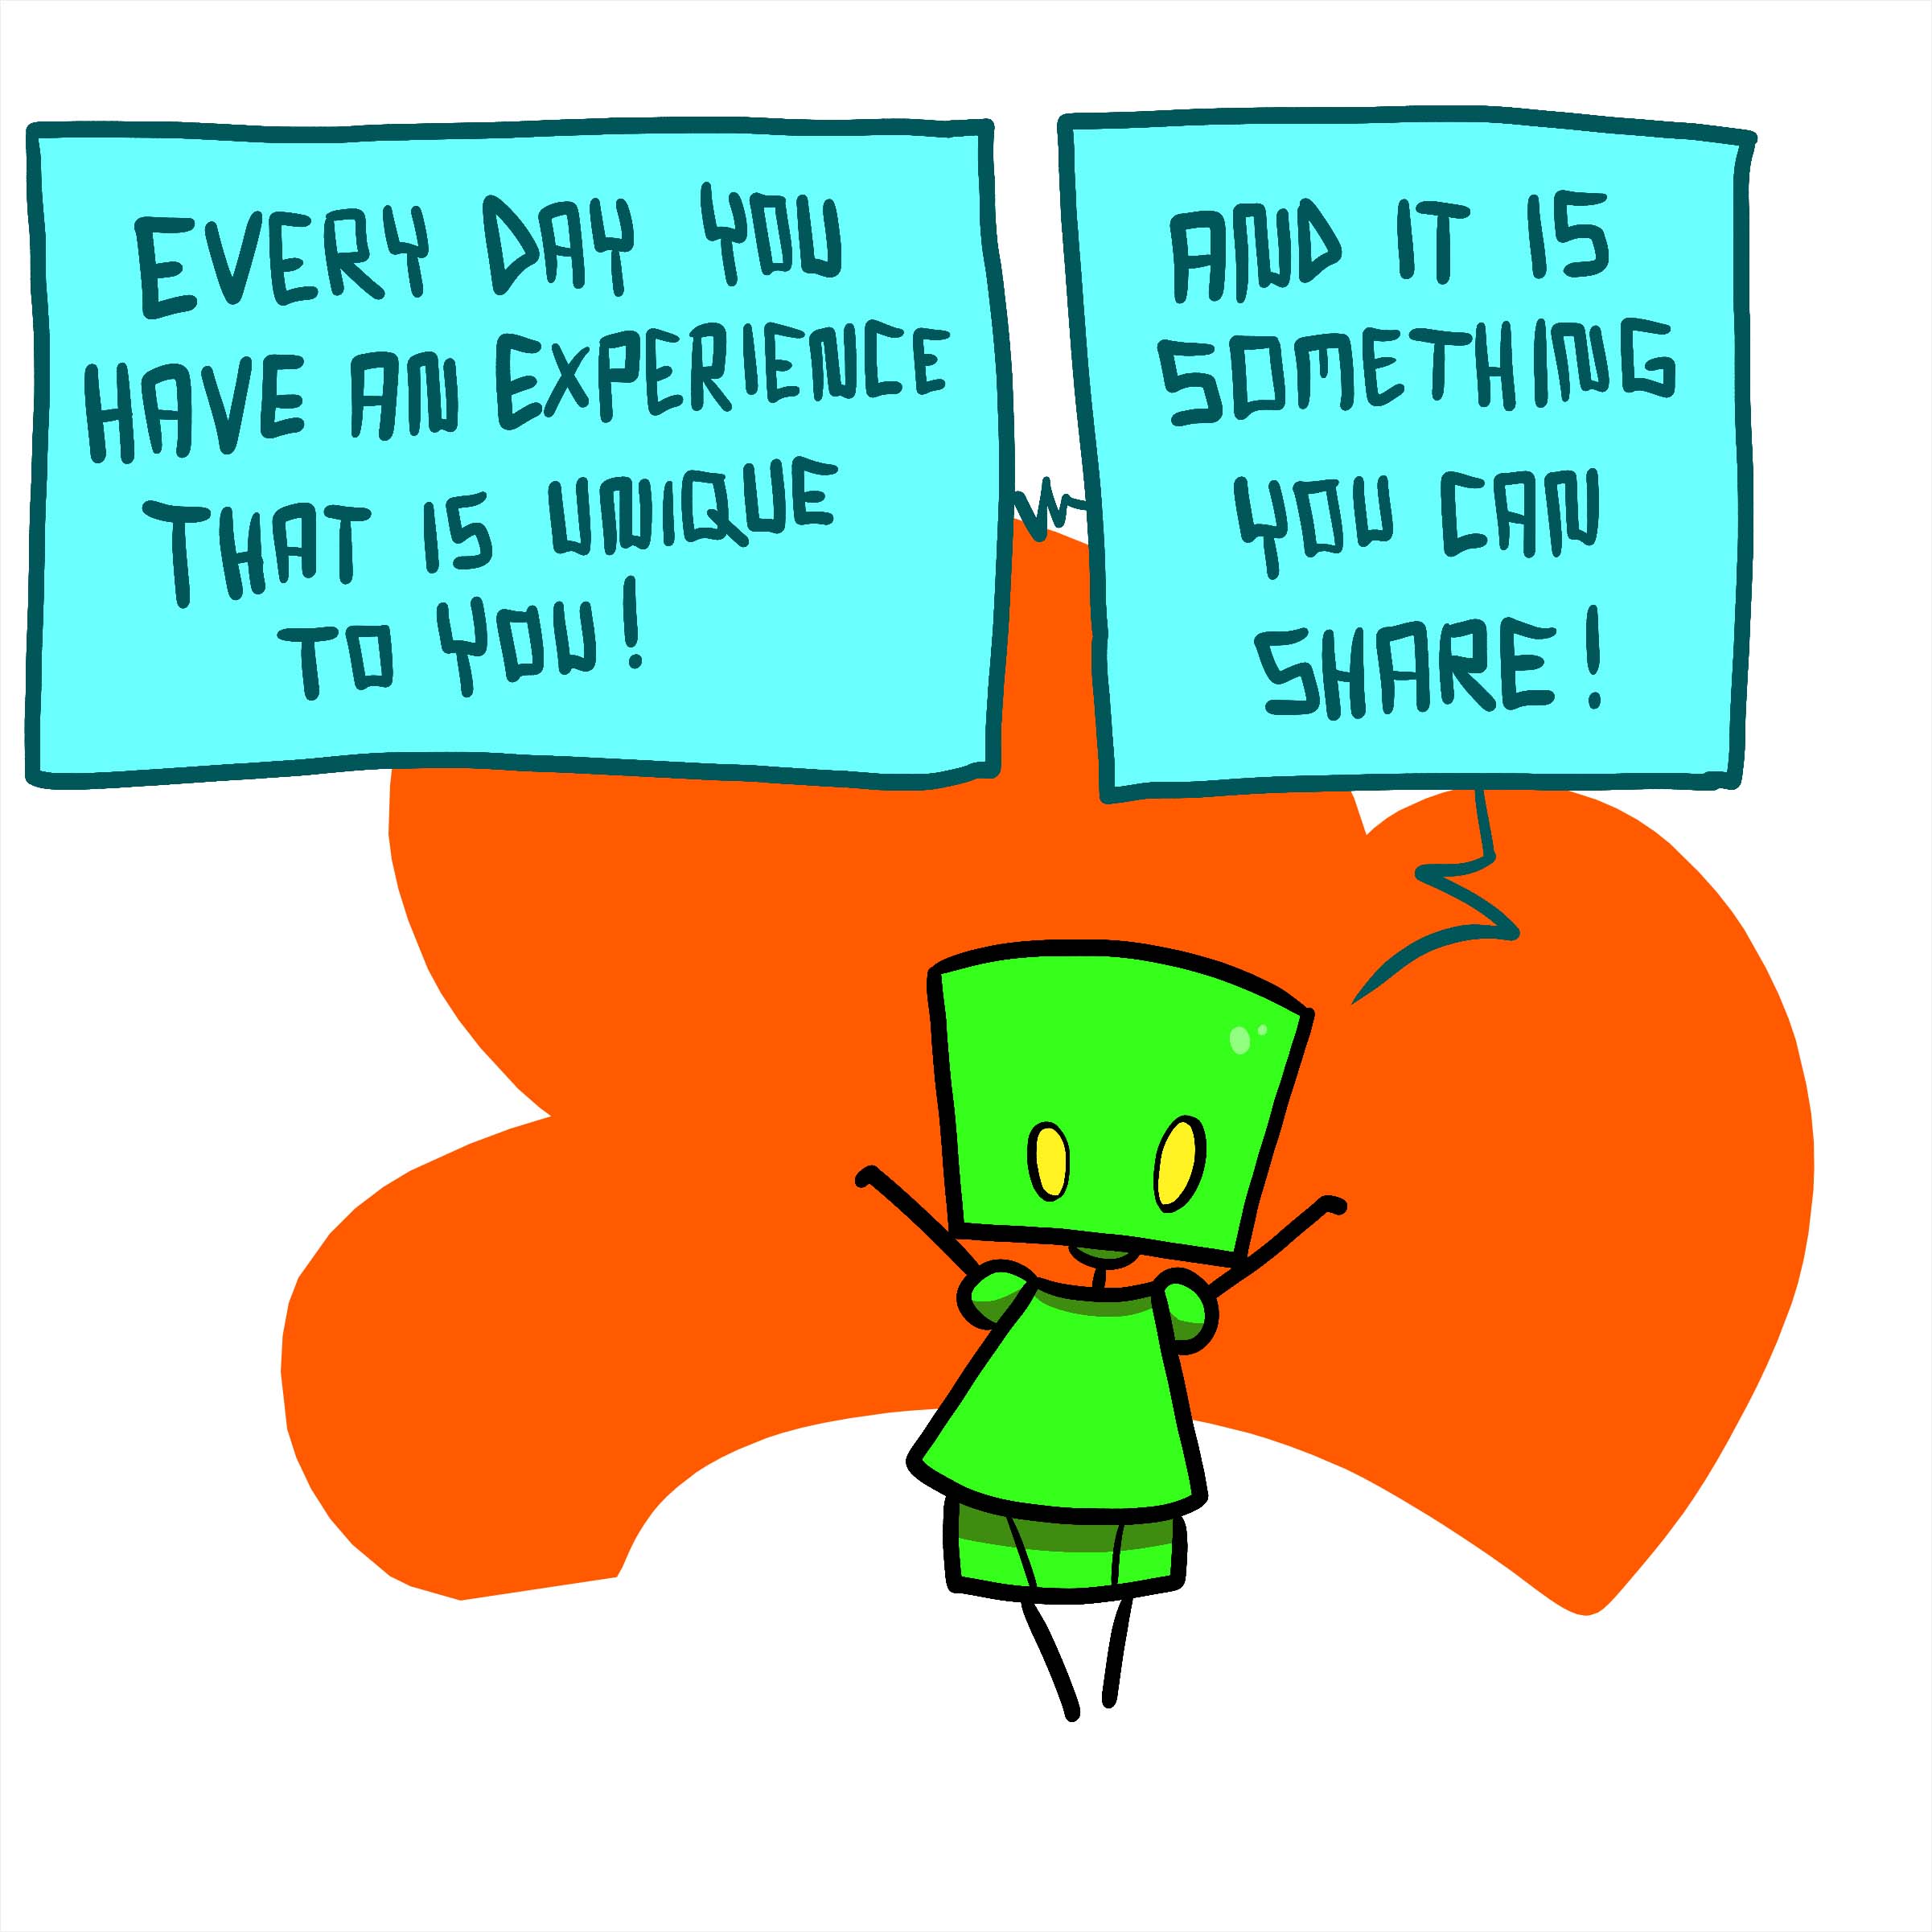 EVERY DAY YOU
HAVE AN EXPERIENCE
THAT IS UNIQUE
TO YOU!
AND IT IS
SOMETHING
YOU CAN
SHARE!